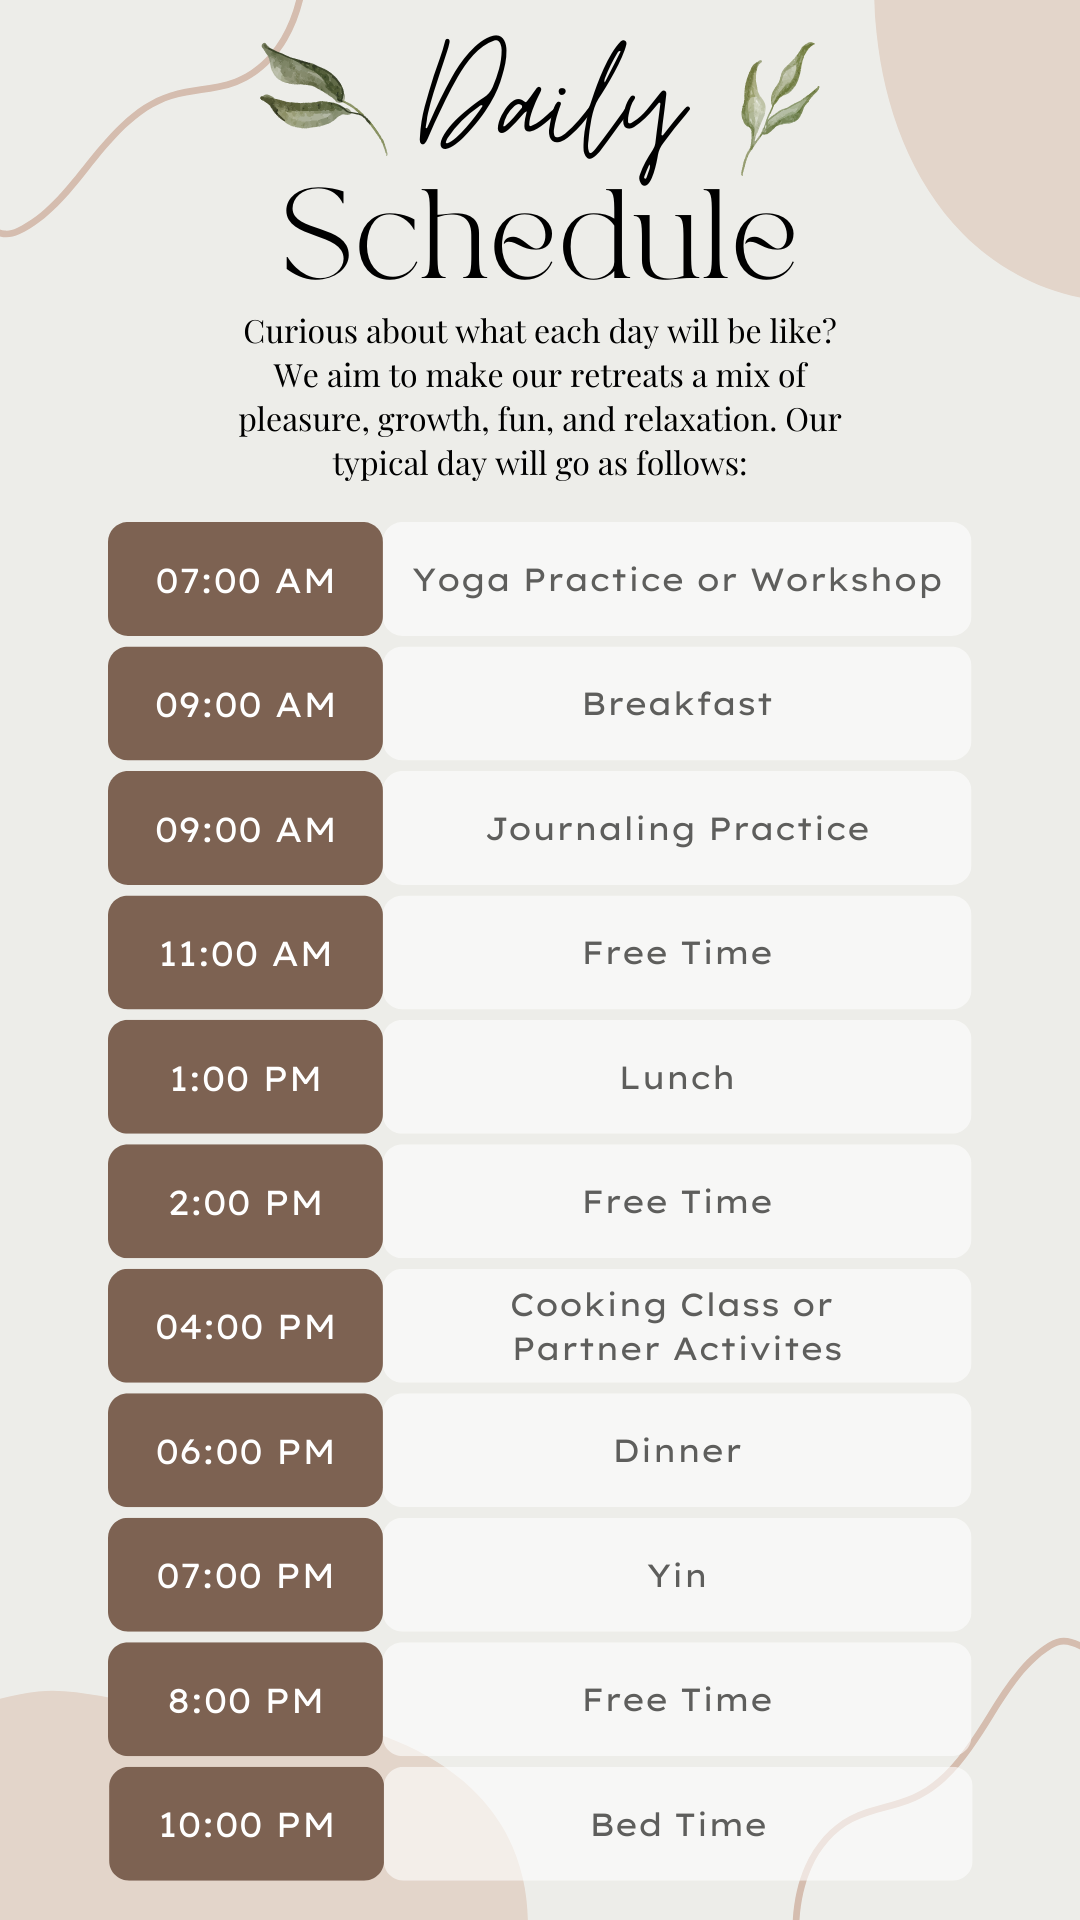 Daily
Schedule
Curious about what each day will be like?
We aim to make our retreats a mix of
pleasure, growth, fun, and relaxation. Our
typical day will go as follows:
07:00 AM Yoga Practice or Workshop
09:00 AM Breakfast
09:00 AM Journaling Practice
11:00 AM Free Time
1:00 PM Lunch
2:00 PM Free Time
04:00 PM Cooking Class or
Partner Activites
06:00 PM Dinner
07:00 PM Yin
8:00 PM Free Time
10:00 PM Bed Time